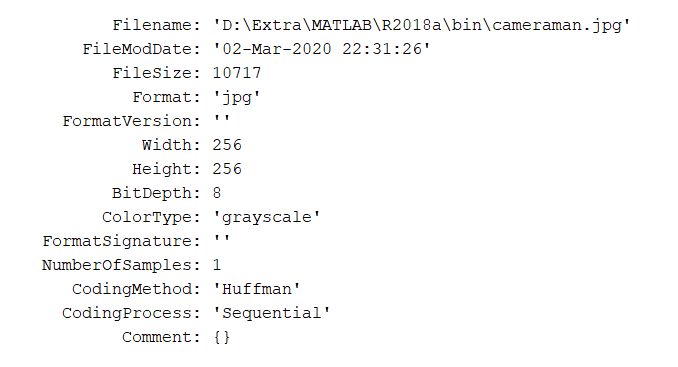 Filename: 'D:\Extra\MATLAB\R2018a\bin\cameraman.jpg'
FileModDate: '02-Mar-2020 22:31:26'
FileSize: 10717
Format: 'jpg'
FormatVersion: ''
Width: 256
Height: 256
BitDepth: 8
ColorType: 'grayscale'
FormatSignature: ''
NumberOfSamples: 1
CodingMethod: 'Huffman'
CodingProcess: 'Sequential'
Comment: {}